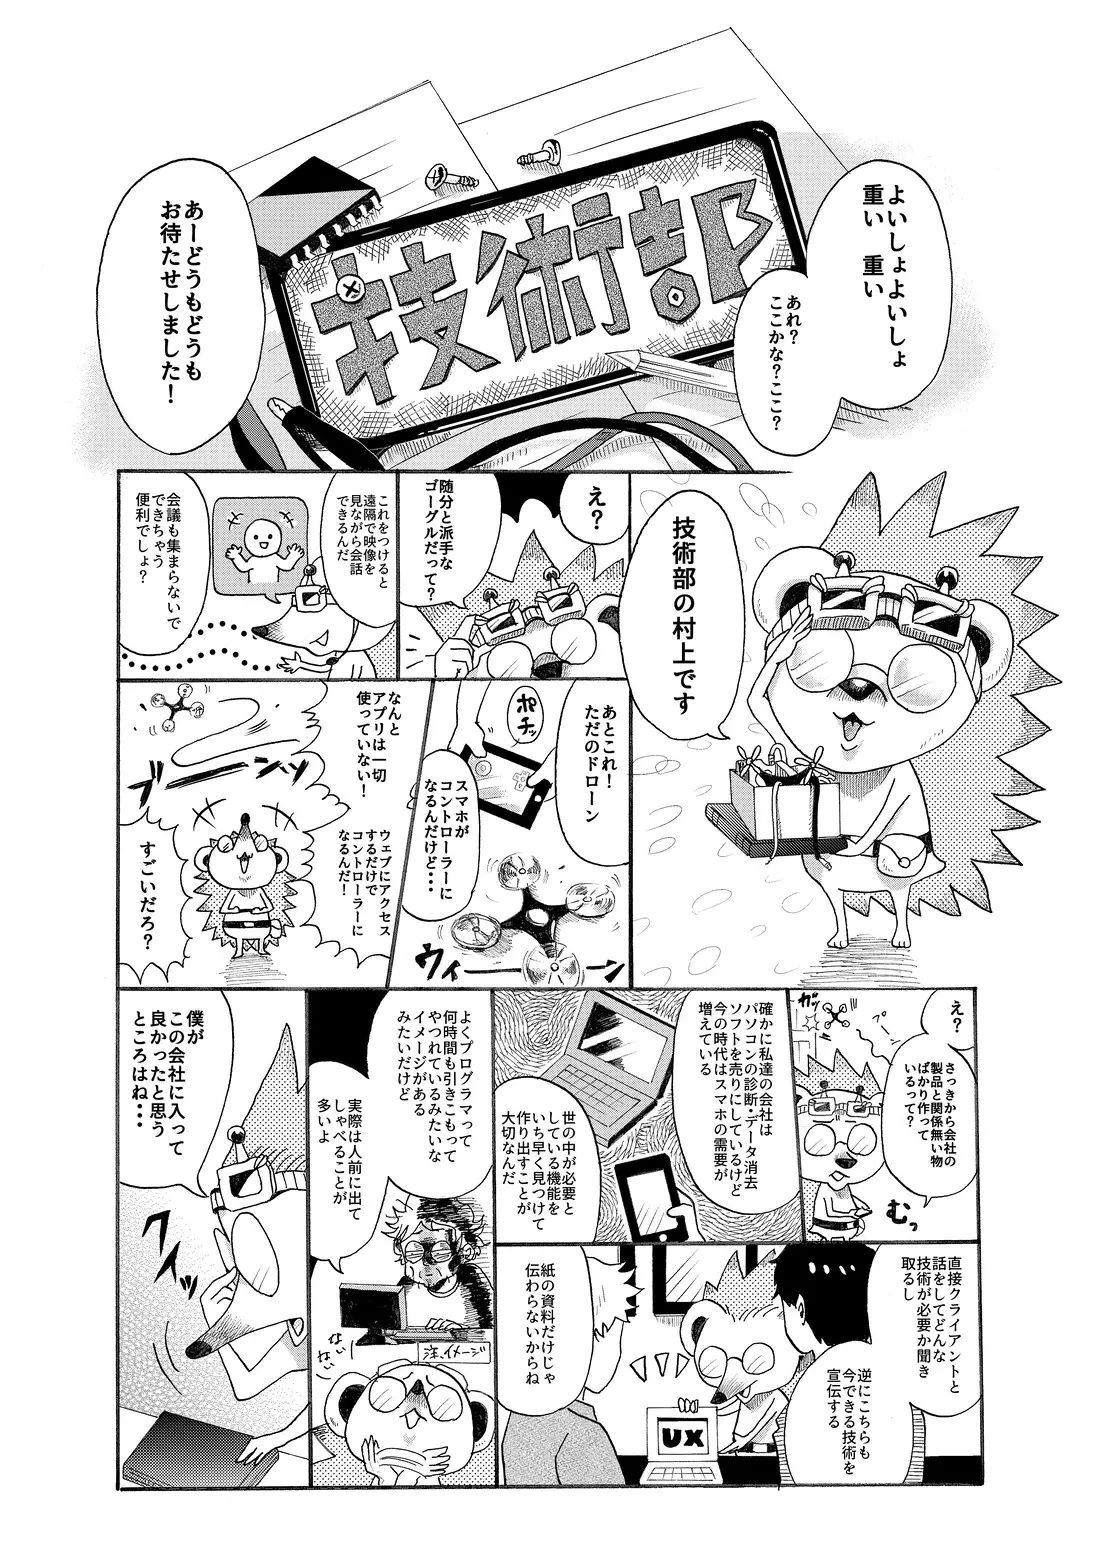 よいしょよいしょ
重い 重い
あれ?
ここかな?ここ?
技術部
あーどうもどうも
お待たせしました!
技術部の村上です
え?
随分と派手な
ゴーグルだって?
これをつけると
遠隔で映像を
見ながら会話
できるんだ
会議も集まらないで
できちゃう
便利でしょ?
あとこれ!
ただのドローン
ポチッ
スマホが
コントローラーに
なるんだけど・・・
ウィーーン
なんと
アプリは一切
使っていない!
ウェブにアクセス
するだけで
コントローラーに
なるんだ!
ブーーン
すごいだろ?
え?
さっきから会社の
製品と関係無い物
ばかり作って
いるって?
ガッ
むっ
確かに私達の会社は
パソコンの診断・データ消去
ソフトを売りにしているけど
今の時代はスマホの需要が
増えている
世の中が必要と
している機能を
いち早く見つけて
作り出すことが
大切なんだ
直接クライアントと
話をしてどんな
技術が必要か聞き
取るし
逆にこちらも
今できる技術を
宣伝する
UX
紙の資料だけじゃ
伝わらないからね
よくプログラマって
何時間も引きこもって
やつれているみたいな
イメージがある
みたいだけど
実際は人前に出て
しゃべることが
多いよ
注、イメージ
ないない
僕が
この会社に入って
良かったと思う
ところはね・・・
クイッ